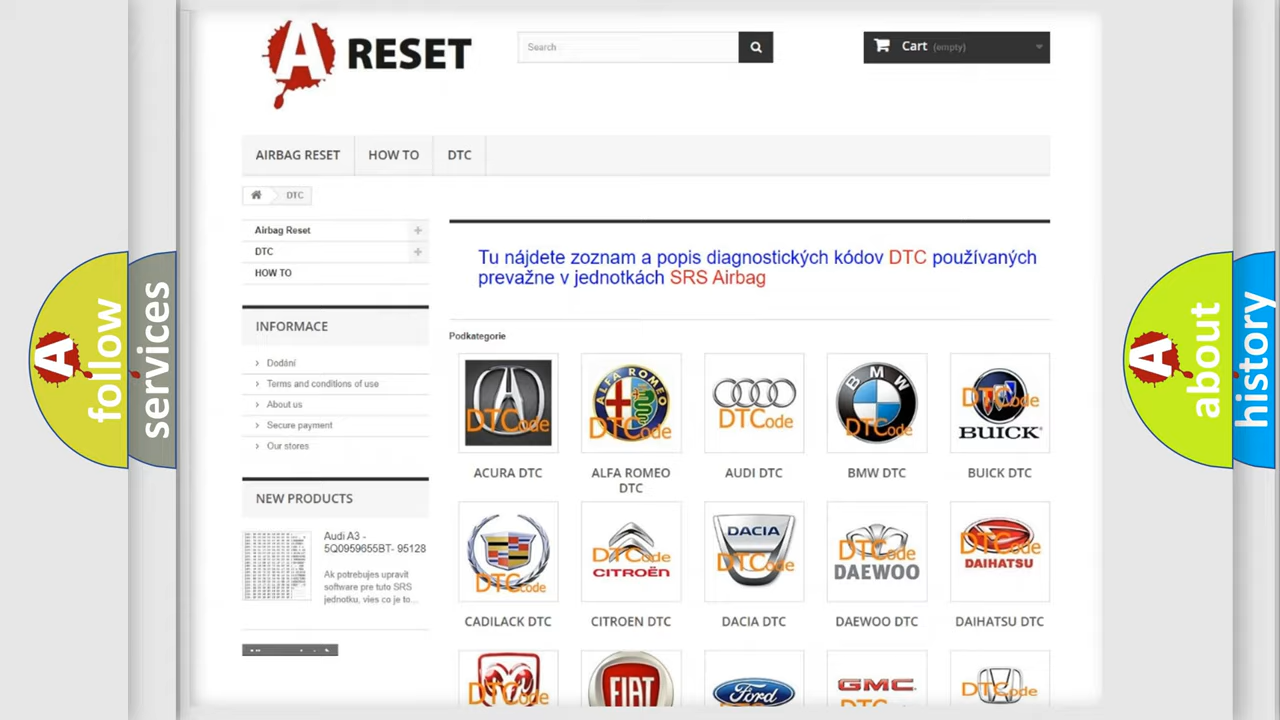 A RESET
Search
Cart (empty)
AIRBAG RESET
HOW TO
DTC
DTC
Airbag Reset
DTC
HOW TO
INFORMACE
Dodání
Terms and conditions of use
About us
Secure payment
Our stores
NEW PRODUCTS
Audi A3 -
5Q0959655BT- 95128
Ak potrebujes upravit
software pre tuto SRS
jednotku, vies co je to...
Tu nájdete zoznam a popis diagnostických kódov DTC používaných
prevažne v jednotkách SRS Airbag
Podkategorie
DTCode
ALFA ROMEO
DTCode
DTCode
BMW
DTCode
DTCode
BUICK
ACURA DTC
ALFA ROMEO
DTC
AUDI DTC
BMW DTC
BUICK DTC
DTCode
DTCode
CITROËN
DACIA
DTCode
DTCode
DAEWOO
DTCode
DAIHATSU
CADILACK DTC
CITROEN DTC
DACIA DTC
DAEWOO DTC
DAIHATSU DTC
DTCode
FIAT
Ford
GMC
DTCode
A follow
services
A about
history